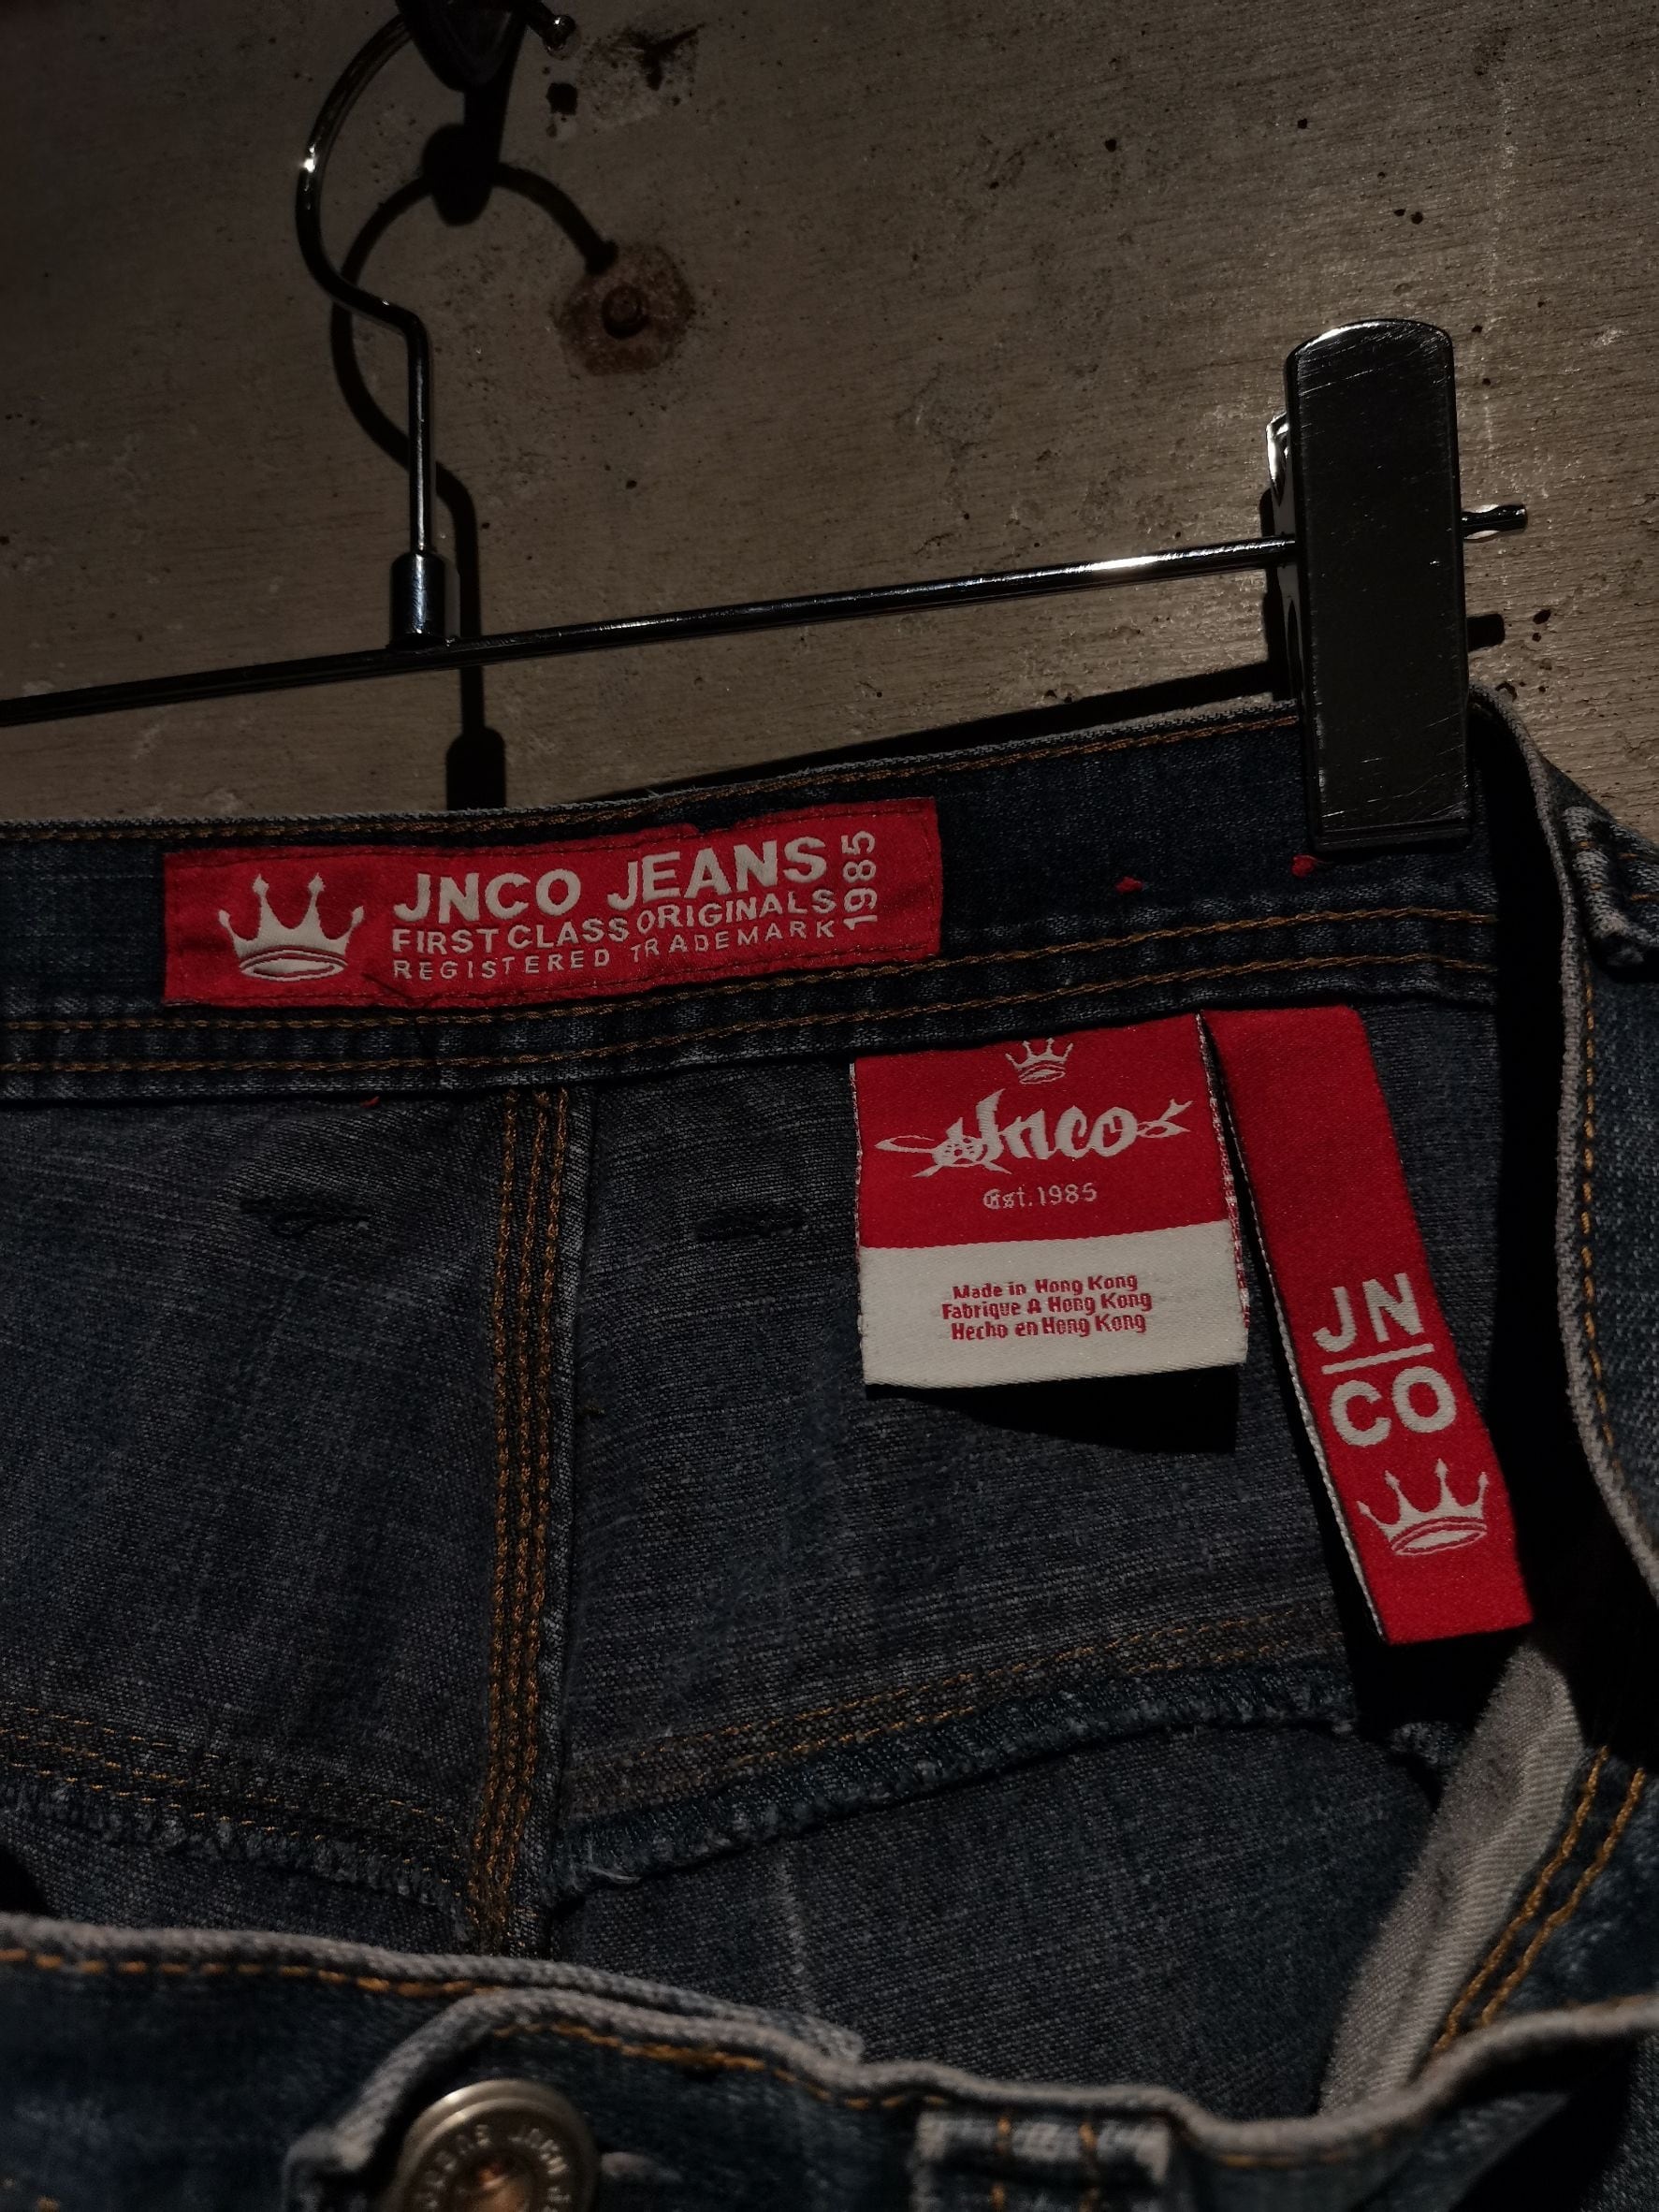 JNCO JEANS
FIRST CLASS ORIGINALS
REGISTERED TRADEMARK
1985
Jnco
Est.1985
Made in Hong Kong
Fabrique A Hong Kong
Hecho en Hong Kong
JN
CO
JNCO